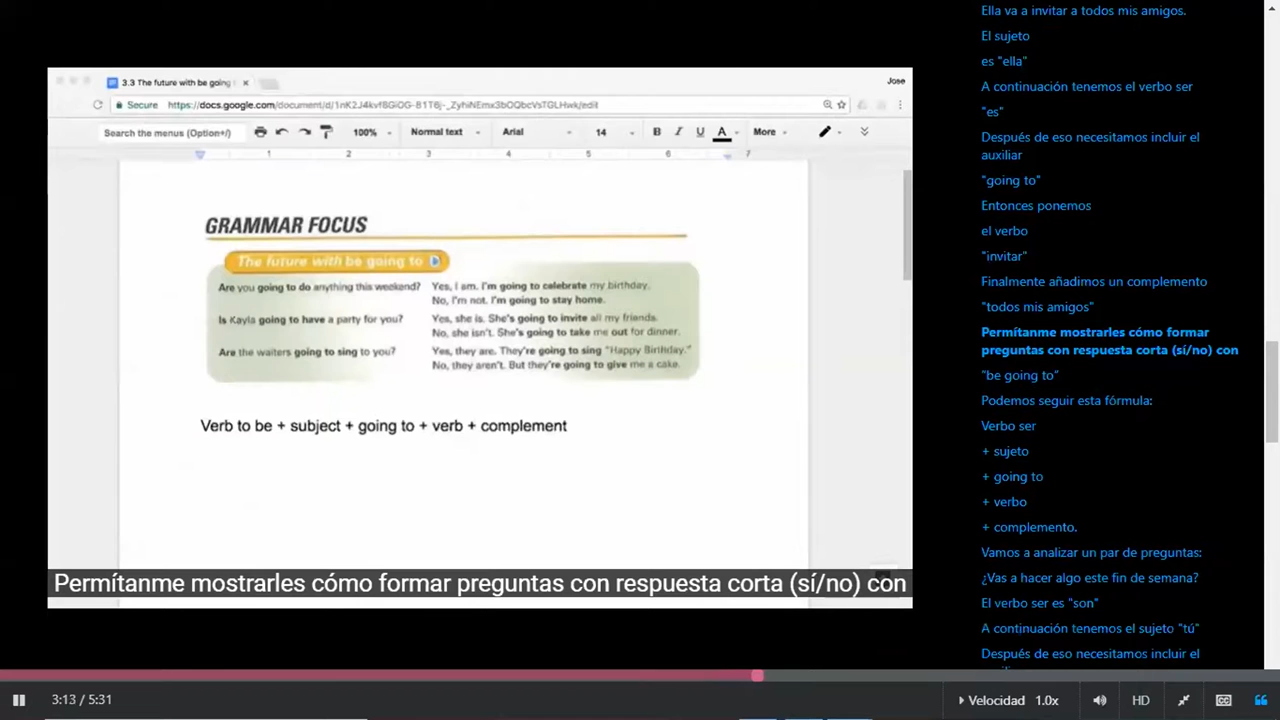 3.3 The future with be going
Jose
Secure
Search the menus (Option+/)
100%
Normal text
Arial
14
B I U A
More
1 2 3 4 5 6 7
GRAMMAR FOCUS
The future with be going to
Are you going to do anything this weekend?
Yes, I am. I'm going to celebrate my birthday.
No, I'm not. I'm going to stay home.
Is Kayla going to have a party for you?
Yes, she is. She's going to invite all my friends.
No, she isn't. She's going to take me out for dinner.
Are the waiters going to sing to you?
Yes, they are. They're going to sing "Happy Birthday."
No, they aren't. But they're going to give me a cake.
Verb to be + subject + going to + verb + complement
Permítanme mostrarles cómo formar preguntas con respuesta corta (sí/no) con
Ella va a invitar a todos mis amigos.
El sujeto
es "ella"
A continuación tenemos el verbo ser
"es"
Después de eso necesitamos incluir el
auxiliar
"going to"
Entonces ponemos
el verbo
"invitar"
Finalmente añadimos un complemento
"todos mis amigos"
Permítanme mostrarles cómo formar
preguntas con respuesta corta (sí/no) con
"be going to"
Podemos seguir esta fórmula:
Verbo ser
+ sujeto
+ going to
+ verbo
+ complemento.
Vamos a analizar un par de preguntas:
¿Vas a hacer algo este fin de semana?
El verbo ser es "son"
A continuación tenemos el sujeto "tú"
Después de eso necesitamos incluir el
3:13 / 5:31
Velocidad 1.0x
HD